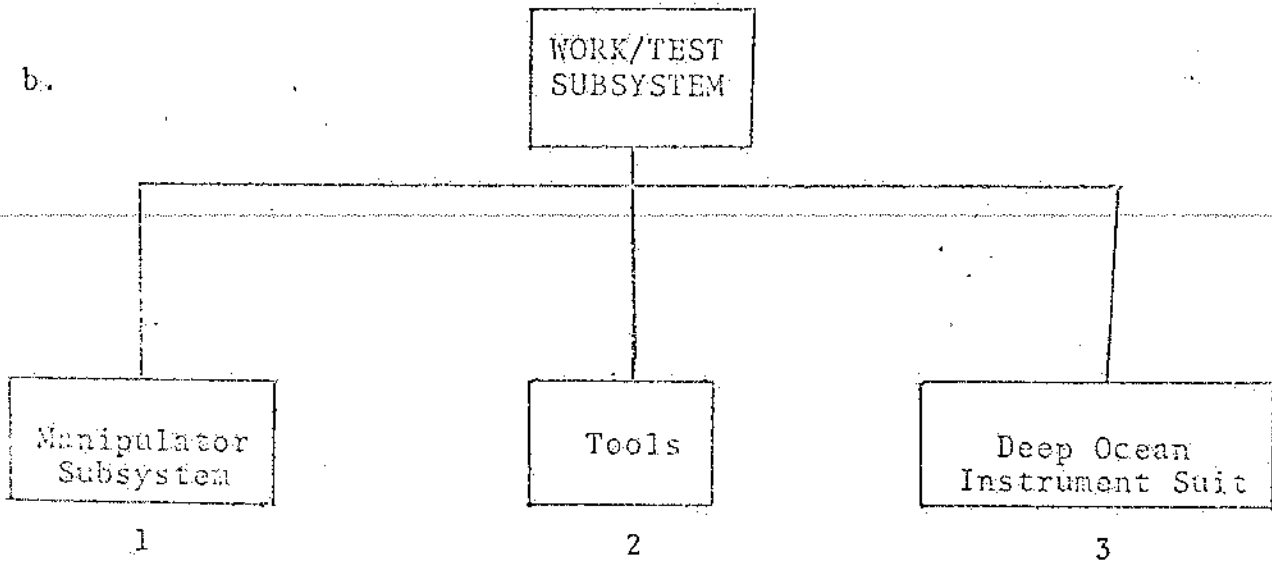 WORK/TEST
SUBSYSTEM
b.
Manipulator
Subsystem
Tools
Deep Ocean
Instrument Suit
1
2
3